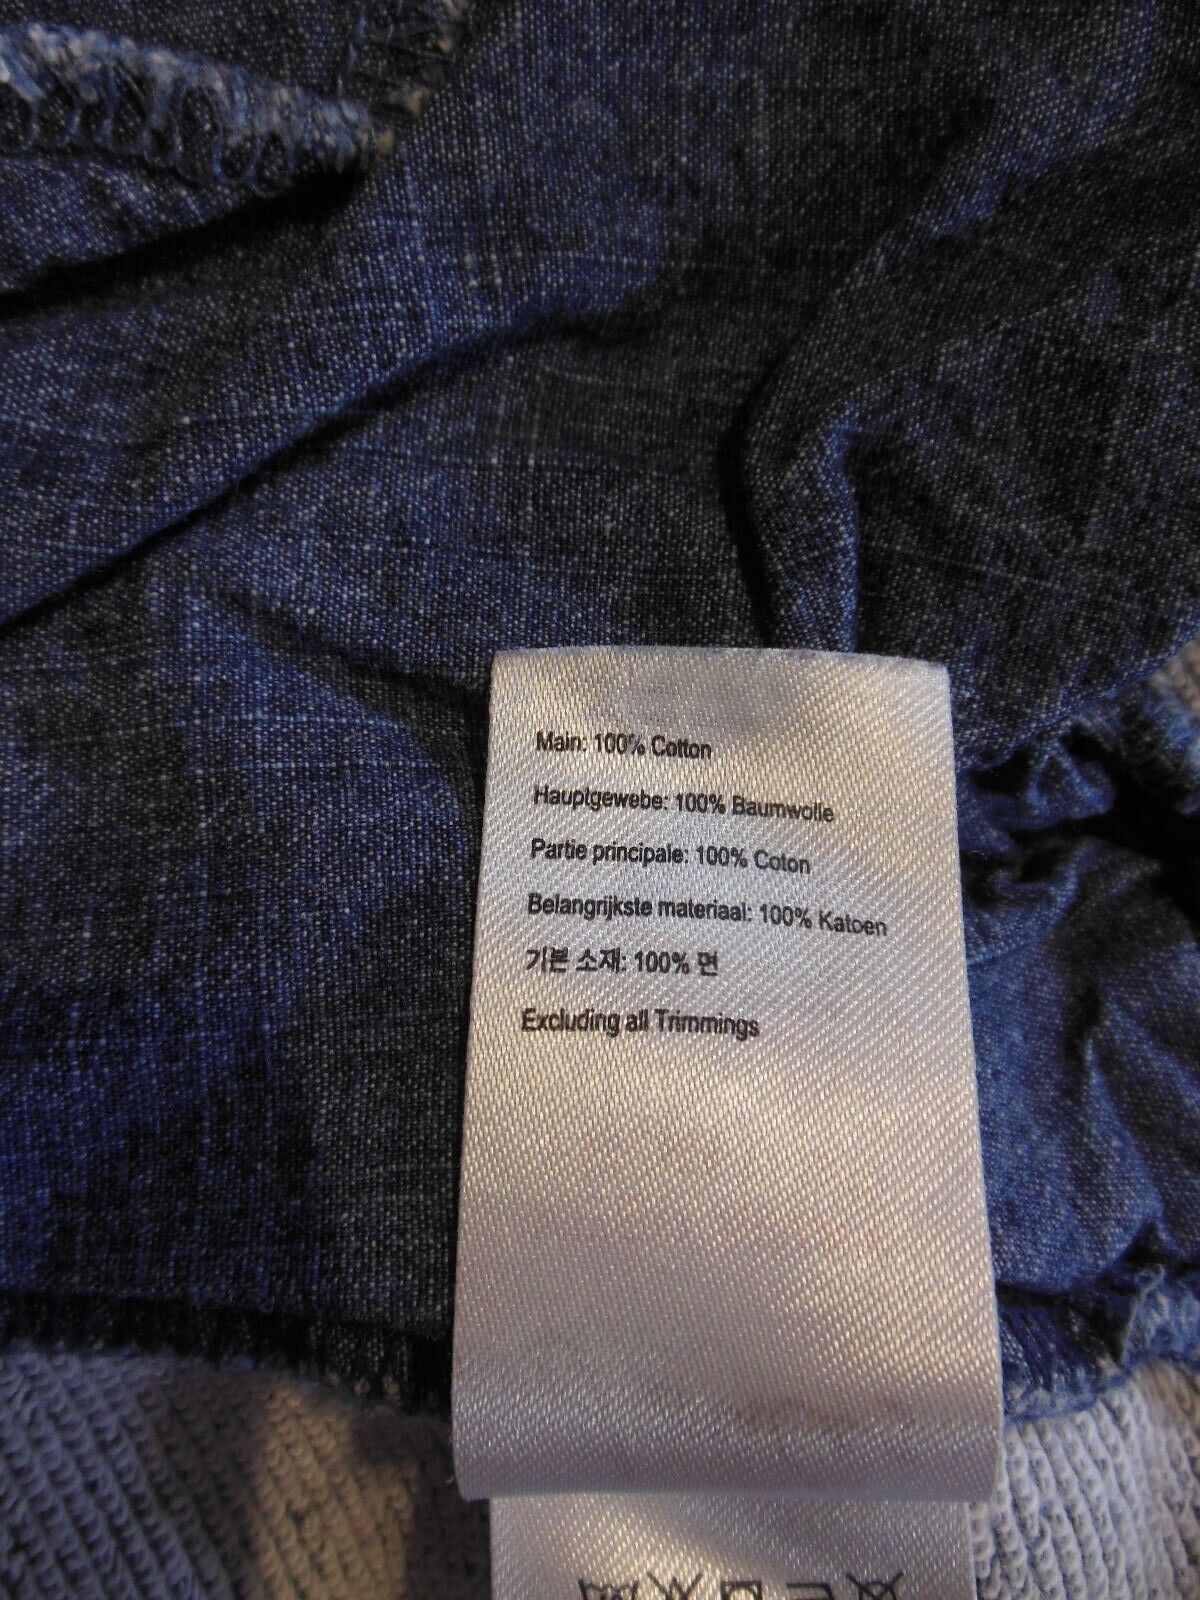 Main: 100% Cotton
Hauptgewebe: 100% Baumwolle
Partie principale: 100% Coton
Belangrijkste materiaal: 100% Katoen
기본 소재: 100% 면
Excluding all Trimmings